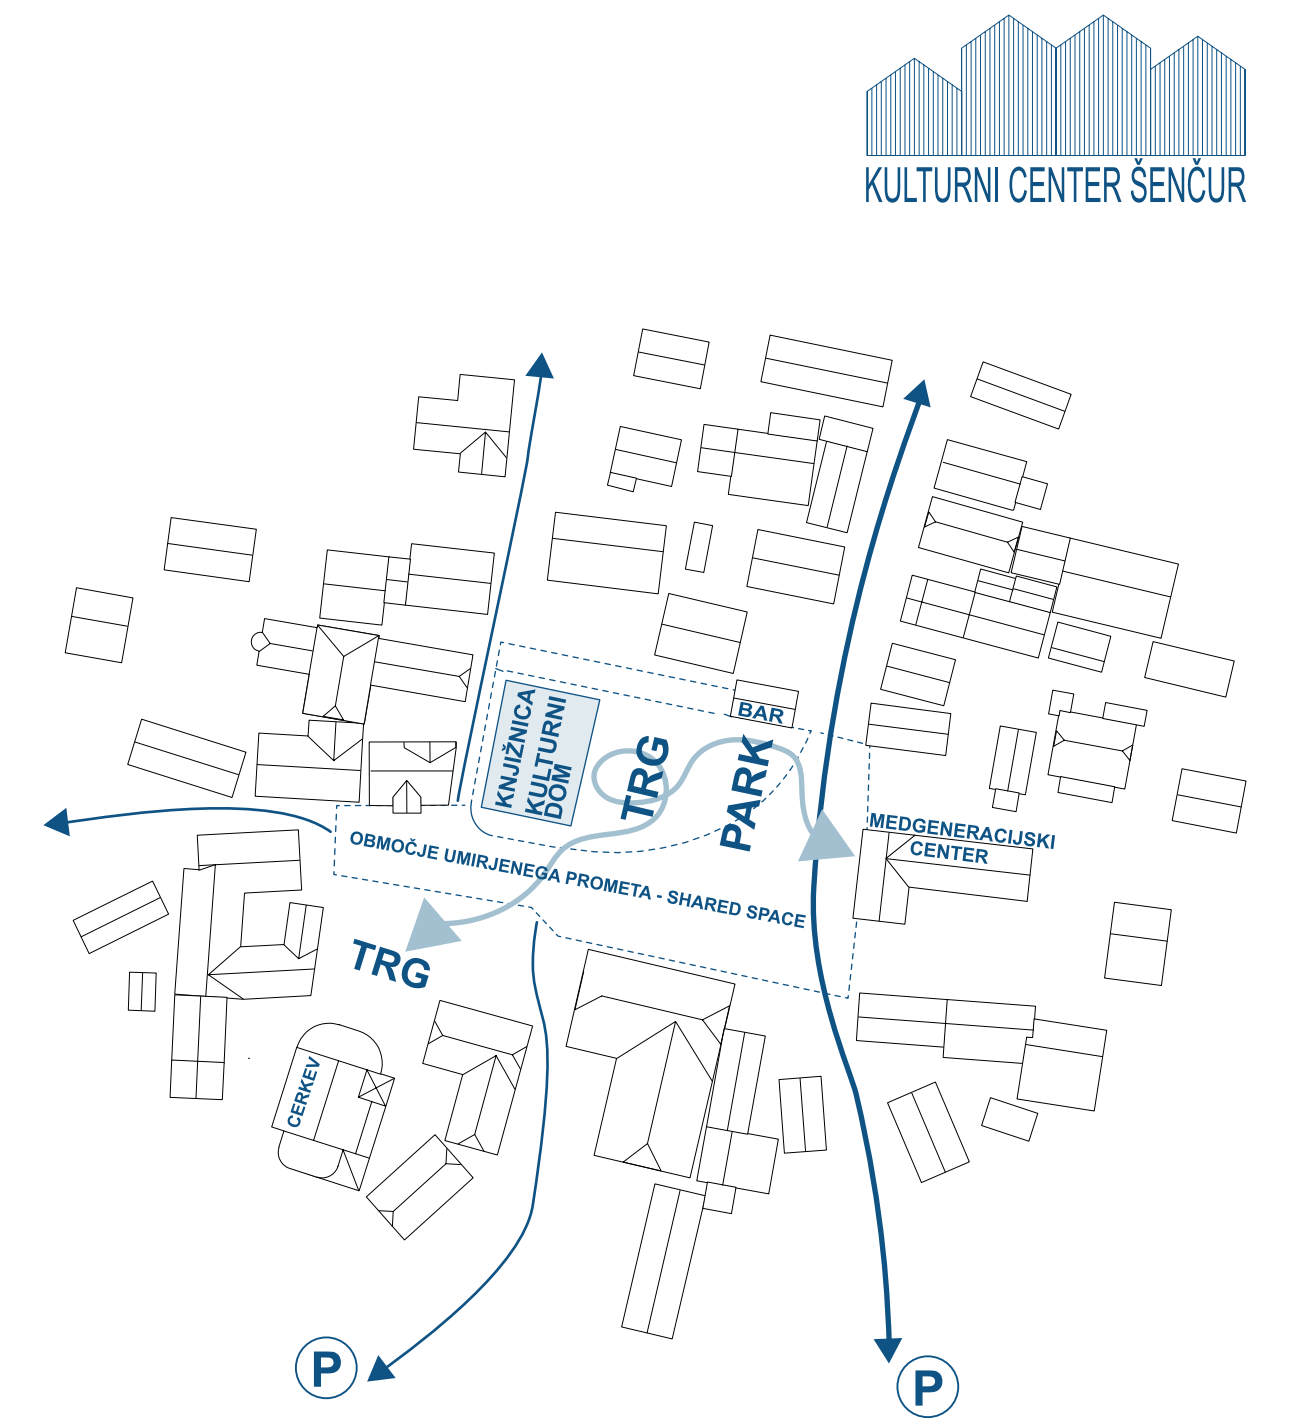 KULTURNI CENTER ŠENČUR
BAR
KNJIŽNICA
KULTURNI
DOM
TRG
PARK
MEDGENERACIJSKI
CENTER
OBMOČJE UMIRJENEGA PROMETA - SHARED SPACE
TRG
CERKEV
P
P